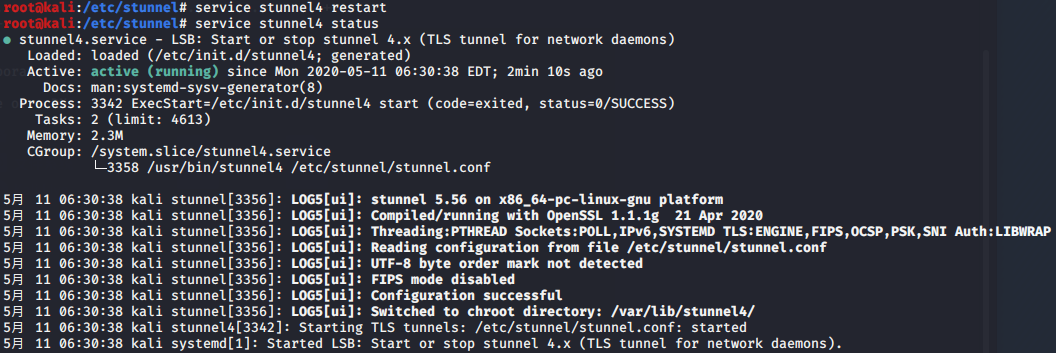 root@kali:/etc/stunnel# service stunnel4 restart
root@kali:/etc/stunnel# service stunnel4 status
● stunnel4.service - LSB: Start or stop stunnel 4.x (TLS tunnel for network daemons)
   Loaded: loaded (/etc/init.d/stunnel4; generated)
   Active: active (running) since Mon 2020-05-11 06:30:38 EDT; 2min 10s ago
     Docs: man:systemd-sysv-generator(8)
  Process: 3342 ExecStart=/etc/init.d/stunnel4 start (code=exited, status=0/SUCCESS)
    Tasks: 2 (limit: 4613)
   Memory: 2.3M
   CGroup: /system.slice/stunnel4.service
           └─3358 /usr/bin/stunnel4 /etc/stunnel/stunnel.conf
5月 11 06:30:38 kali stunnel[3356]: LOG5[ui]: stunnel 5.56 on x86_64-pc-linux-gnu platform
5月 11 06:30:38 kali stunnel[3356]: LOG5[ui]: Compiled/running with OpenSSL 1.1.1g  21 Apr 2020
5月 11 06:30:38 kali stunnel[3356]: LOG5[ui]: Threading:PTHREAD Sockets:POLL,IPv6,SYSTEMD TLS:ENGINE,FIPS,OCSP,PSK,SNI Auth:LIBWRAP
5月 11 06:30:38 kali stunnel[3356]: LOG5[ui]: Reading configuration from file /etc/stunnel/stunnel.conf
5月 11 06:30:38 kali stunnel[3356]: LOG5[ui]: UTF-8 byte order mark not detected
5月 11 06:30:38 kali stunnel[3356]: LOG5[ui]: FIPS mode disabled
5月 11 06:30:38 kali stunnel[3356]: LOG5[ui]: Configuration successful
5月 11 06:30:38 kali stunnel[3356]: LOG5[ui]: Switched to chroot directory: /var/lib/stunnel4/
5月 11 06:30:38 kali stunnel4[3342]: Starting TLS tunnels: /etc/stunnel/stunnel.conf: started
5月 11 06:30:38 kali systemd[1]: Started LSB: Start or stop stunnel 4.x (TLS tunnel for network daemons).